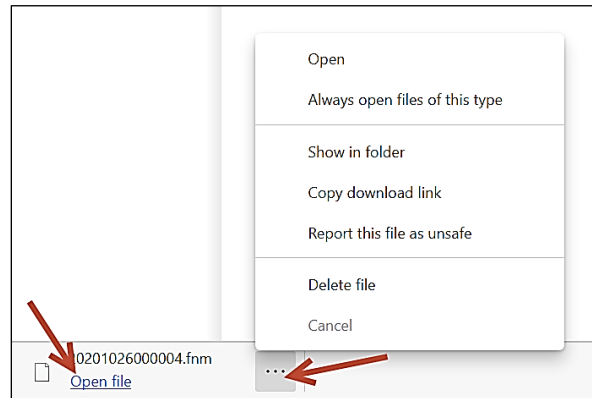 Open
Always open files of this type
Show in folder
Copy download link
Report this file as unsafe
Delete file
Cancel
20201026000004.fnm
Open file
...